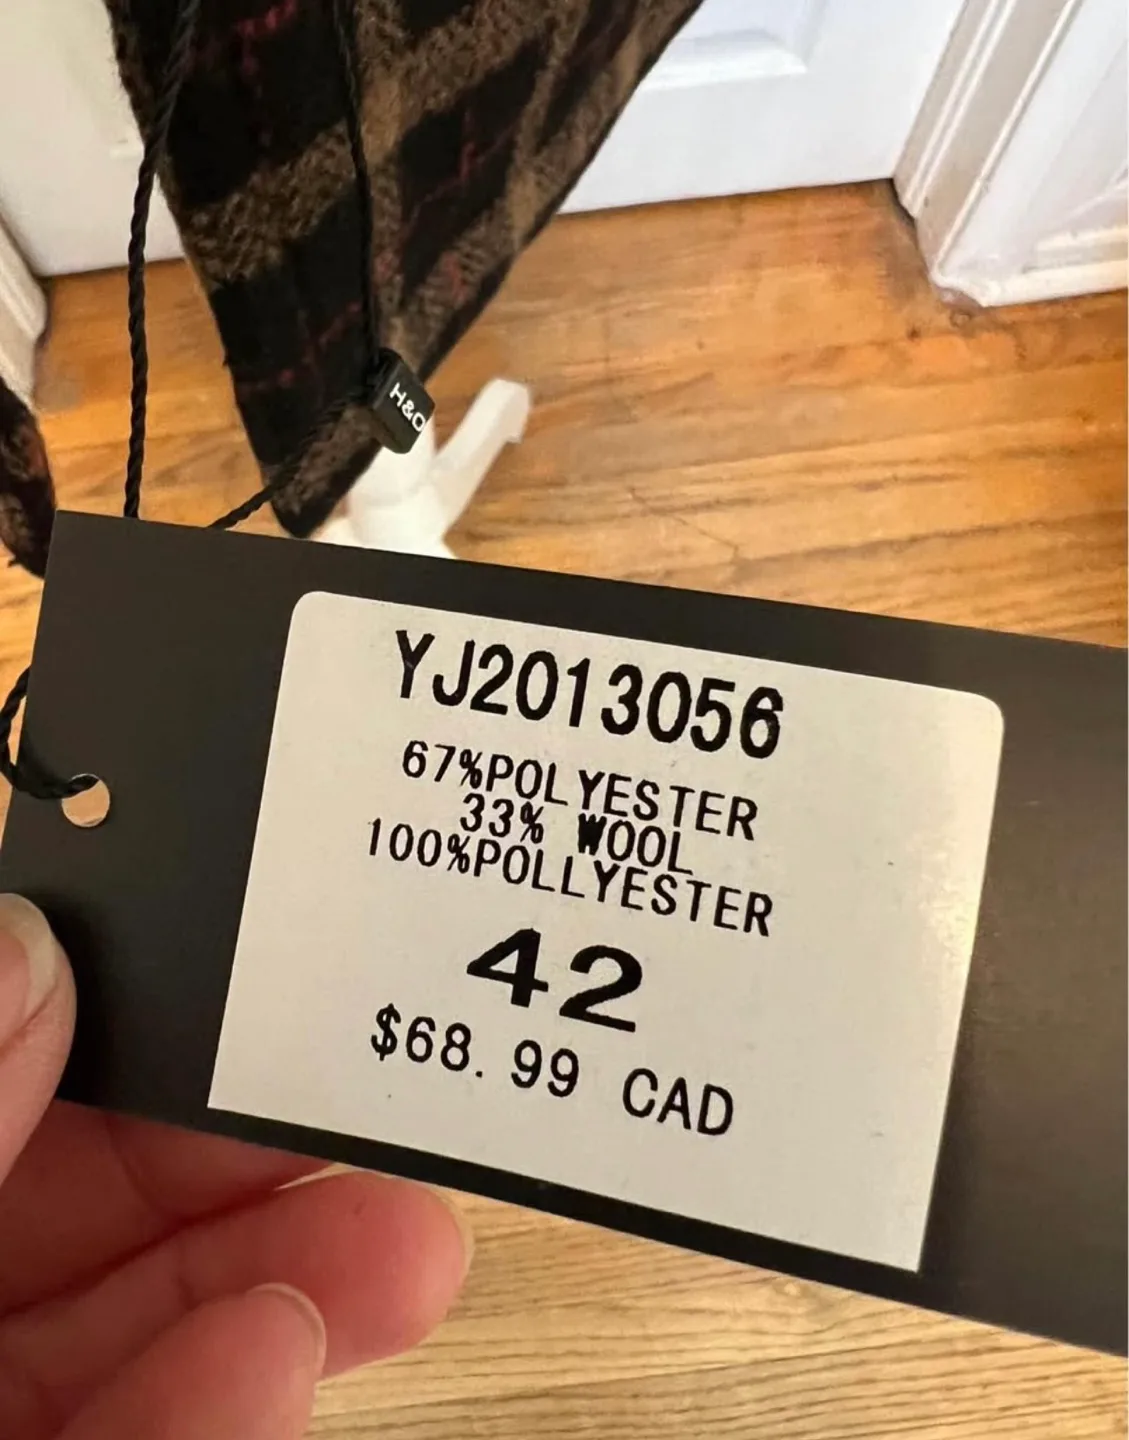 H&O
YJ2013056
67%POLYESTER
33% WOOL
100%POLLYESTER
42
$68.99 CAD